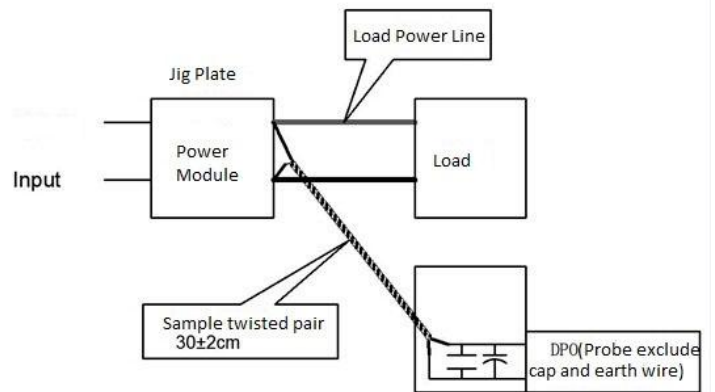 Load Power Line
Jig Plate
Power
Module
Load
Input
Sample twisted pair
30±2cm
DPO(Probe exclude
cap and earth wire)